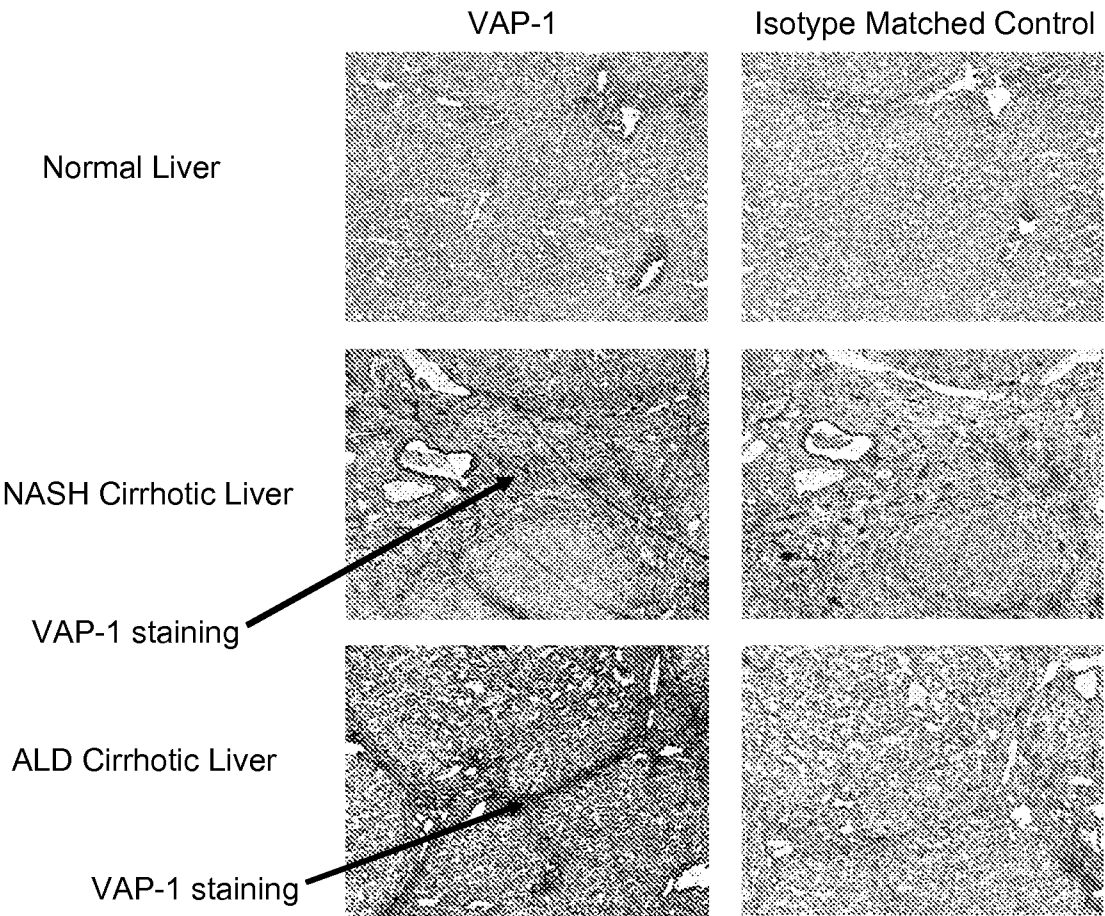 VAP-1
Isotype Matched Control
Normal Liver
NASH Cirrhotic Liver
VAP-1 staining
ALD Cirrhotic Liver
VAP-1 staining